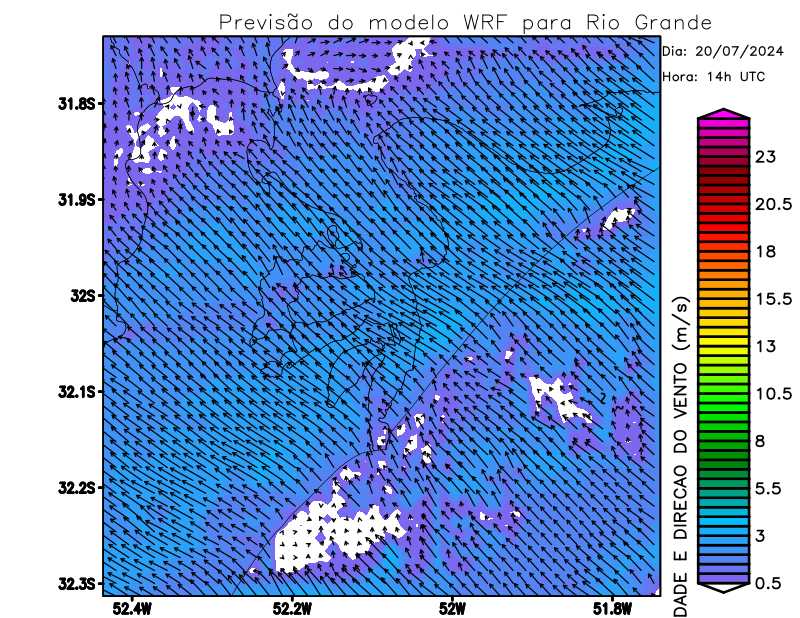 Previsão do modelo WRF para Rio Grande
Dia: 20/07/2024
Hora: 14h UTC
31.8S
31.9S
32S
32.1S
32.2S
32.3S
52.4W
52.2W
52W
51.8W
2
23
20.5
18
15.5
13
10.5
8
5.5
3
0.5
DADE E DIRECAO DO VENTO (m/s)